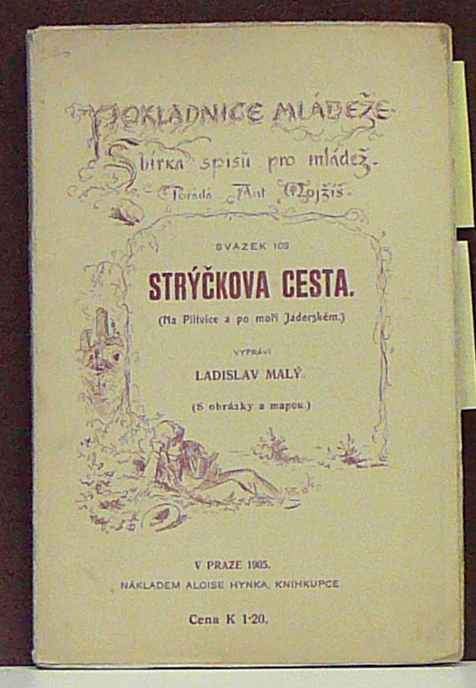 POKLADNICE MLÁDEŽE
Sbírka spisů pro mládež.
Pořádá Ant. Mojžíš.
SVAZEK 109
STRÝČKOVA CESTA.
(Na Plitvice a po moři Jaderském.)
VYPRÁVÍ
LADISLAV MALÝ.
(S obrázky a mapou.)
V PRAZE 1905.
NÁKLADEM ALOISE HYNKA, KNIHKUPCE
Cena K 1·20.